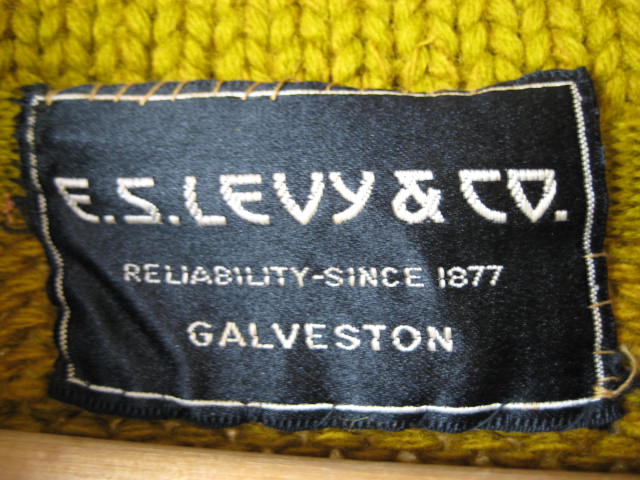 E.S.LEVY & CO.
RELIABILITY-SINCE 1877
GALVESTON